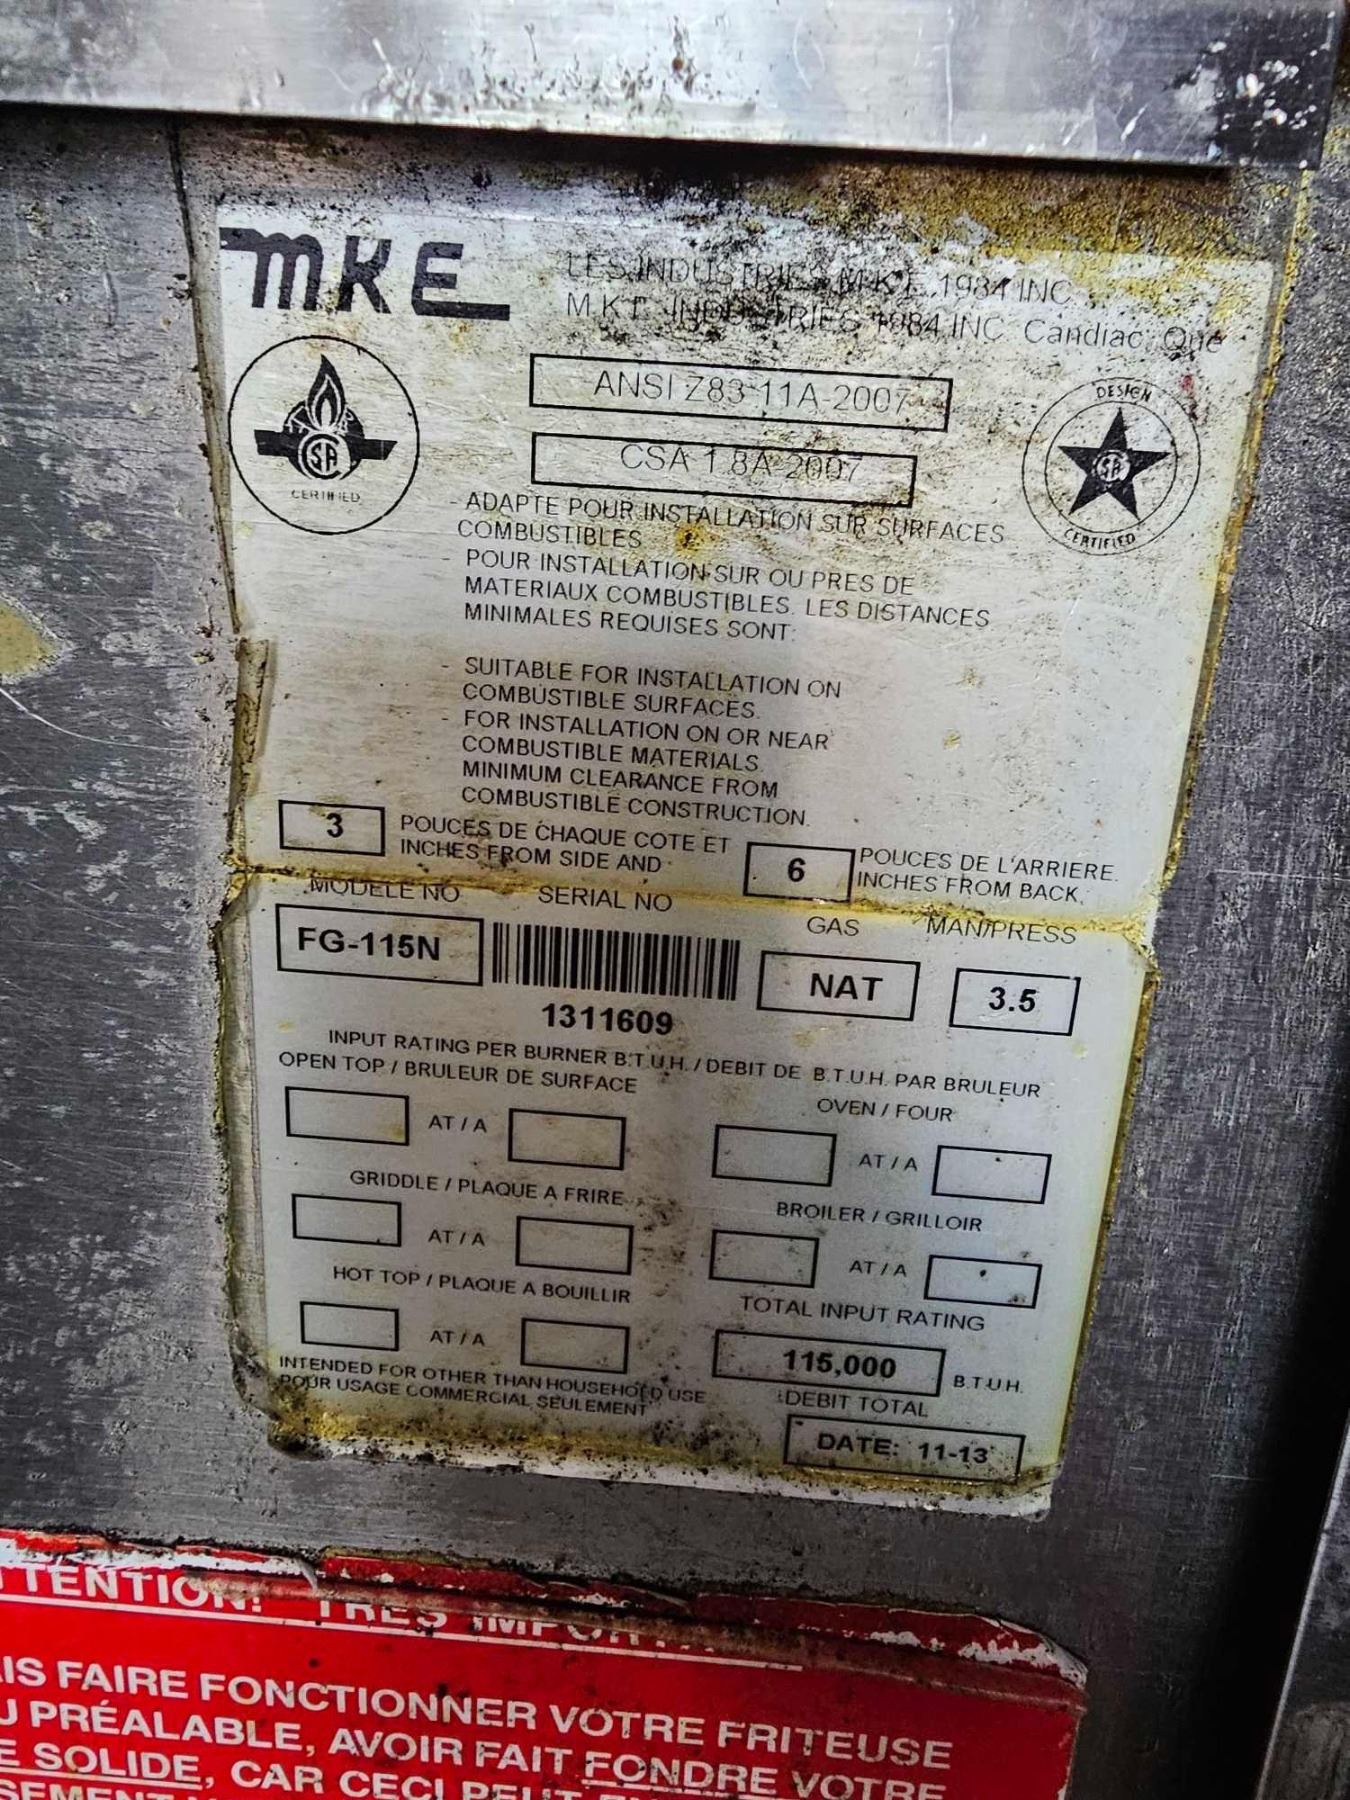 MKE
LES INDUSTRIES M.K.E. 1984 INC.
M.K.E. INDUSTRIES 1984 INC. Candiac, Que
ANSI Z83 11A-2007
CSA 1.8A-2007
CSA
CERTIFIED
DESIGN
CSA
CERTIFIED
- ADAPTE POUR INSTALLATION SUR SURFACES
COMBUSTIBLES
- POUR INSTALLATION SUR OU PRES DE
MATERIAUX COMBUSTIBLES. LES DISTANCES
MINIMALES REQUISES SONT:
- SUITABLE FOR INSTALLATION ON
COMBUSTIBLE SURFACES.
- FOR INSTALLATION ON OR NEAR
COMBUSTIBLE MATERIALS.
MINIMUM CLEARANCE FROM
COMBUSTIBLE CONSTRUCTION.
3 POUCES DE CHAQUE COTE ET 6 POUCES DE L'ARRIERE.
INCHES FROM SIDE AND INCHES FROM BACK.
MODELE NO SERIAL NO GAS MAN/PRESS
FG-115N NAT 3.5
1311609
INPUT RATING PER BURNER B.T.U.H. / DEBIT DE B.T.U.H. PAR BRULEUR
OPEN TOP / BRULEUR DE SURFACE OVEN / FOUR
AT / A AT / A
GRIDDLE / PLAQUE A FRIRE BROILER / GRILLOIR
AT / A AT / A
HOT TOP / PLAQUE A BOUILLIR TOTAL INPUT RATING
AT / A 115,000 B.T.U.H.
INTENDED FOR OTHER THAN HOUSEHOLD USE DEBIT TOTAL
POUR USAGE COMMERCIAL SEULEMENT
DATE: 11-13
TTENTION! TRES IMPORTA
IS FAIRE FONCTIONNER VOTRE FRITEUSE
U PRÉALABLE, AVOIR FAIT FONDRE VOTRE
E SOLIDE, CAR CECI PEUT
SEMENT